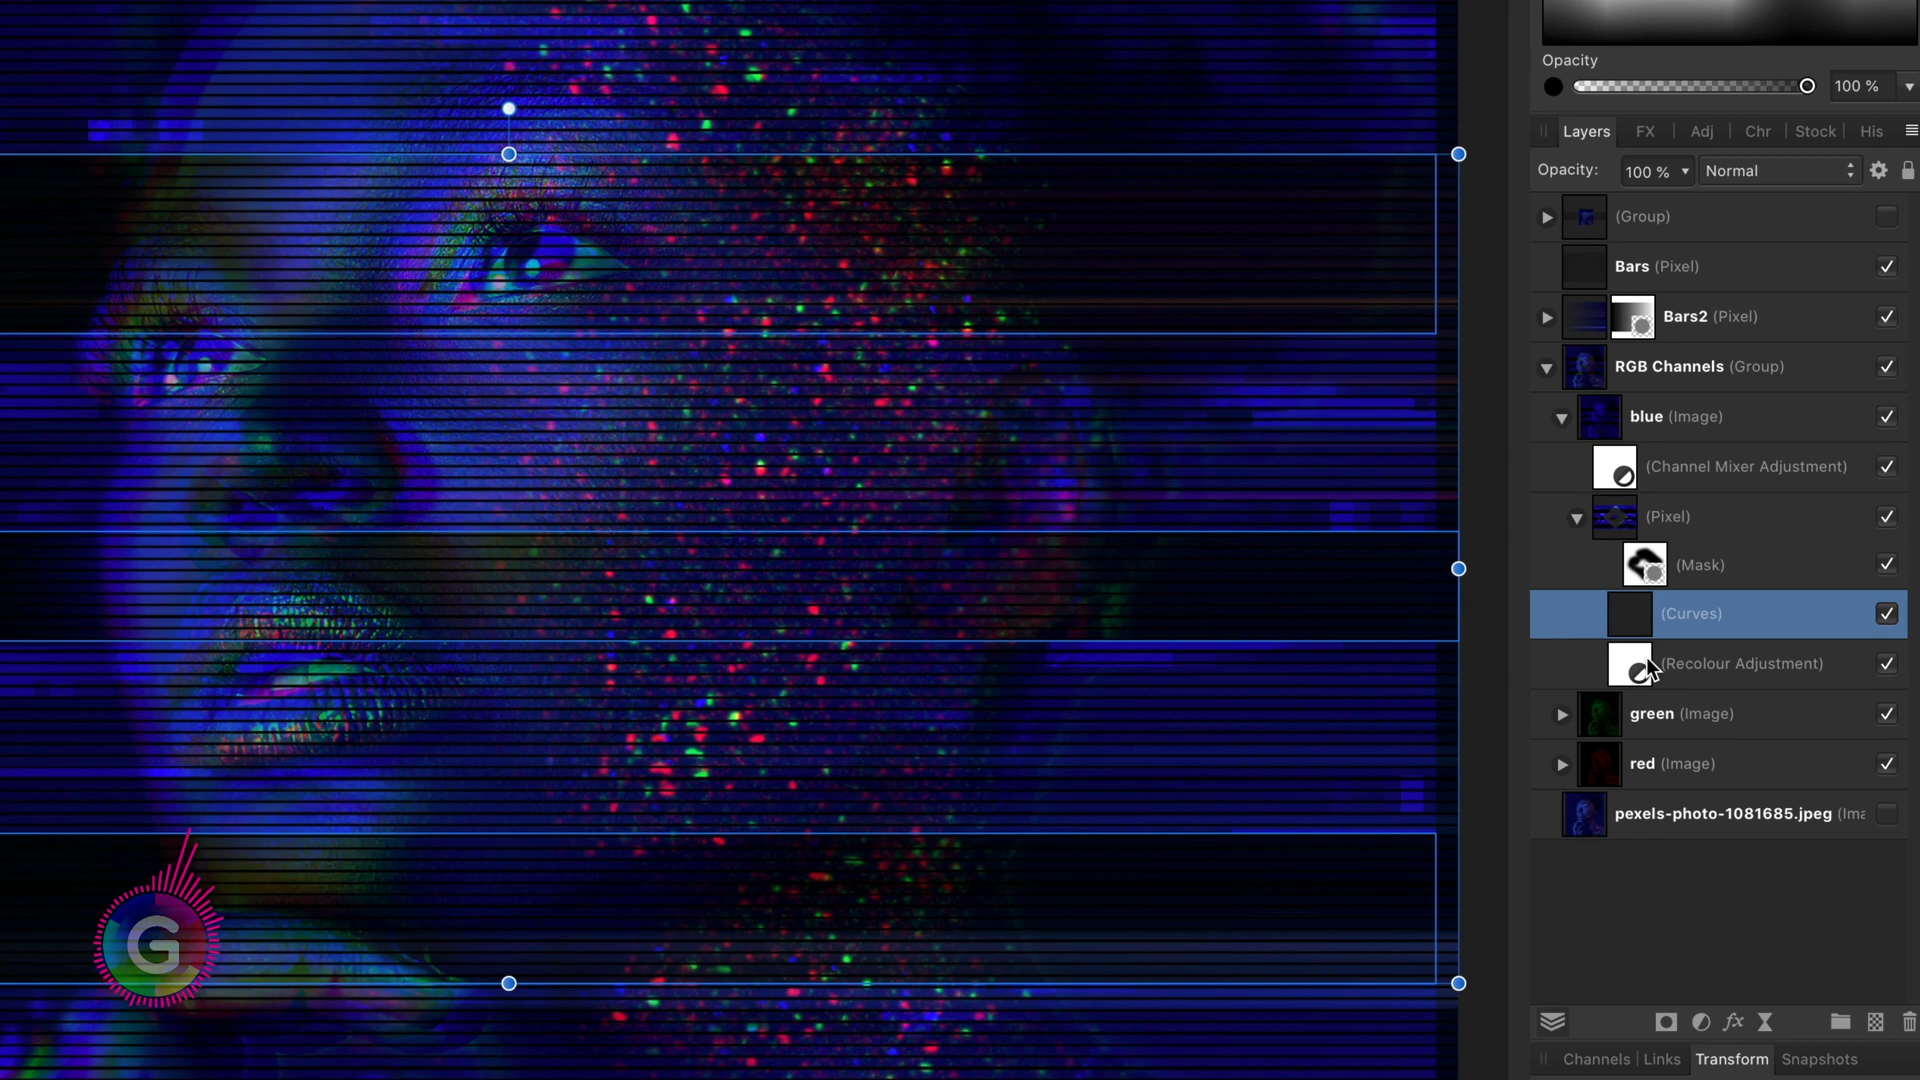 Opacity
100 %
Layers FX Adj Chr Stock His
Opacity: 100 % Normal
(Group)
Bars (Pixel)
Bars2 (Pixel)
RGB Channels (Group)
blue (Image)
(Channel Mixer Adjustment)
(Pixel)
(Mask)
(Curves)
(Recolour Adjustment)
green (Image)
red (Image)
pexels-photo-1081685.jpeg (Ima
fx
G
Channels Links Transform Snapshots